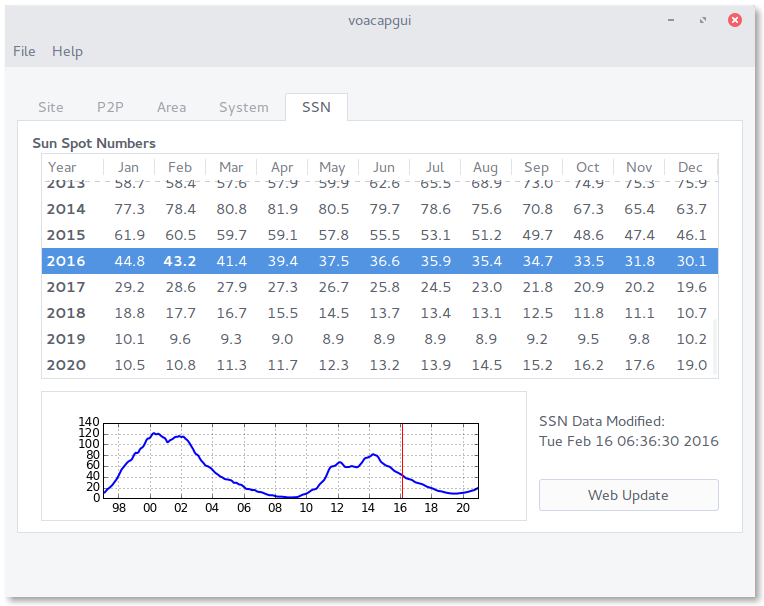 voacapgui
File Help
Site P2P Area System SSN
Sun Spot Numbers
Year Jan Feb Mar Apr May Jun Jul Aug Sep Oct Nov Dec
2013 58.7 58.4 57.6 57.9 59.9 62.6 65.5 68.9 73.0 74.9 75.3 75.9
2014 77.3 78.4 80.8 81.9 80.5 79.7 78.6 75.6 70.8 67.3 65.4 63.7
2015 61.9 60.5 59.7 59.1 57.8 55.5 53.1 51.2 49.7 48.6 47.4 46.1
2016 44.8 43.2 41.4 39.4 37.5 36.6 35.9 35.4 34.7 33.5 31.8 30.1
2017 29.2 28.6 27.9 27.3 26.7 25.8 24.5 23.0 21.8 20.9 20.2 19.6
2018 18.8 17.7 16.7 15.5 14.5 13.7 13.4 13.1 12.5 11.8 11.1 10.7
2019 10.1 9.6 9.3 9.0 8.9 8.9 8.9 8.9 9.2 9.5 9.8 10.2
2020 10.5 10.8 11.3 11.7 12.3 13.2 13.9 14.5 15.2 16.2 17.6 19.0
140
120
100
80
60
40
20
0
98 00 02 04 06 08 10 12 14 16 18 20
SSN Data Modified:
Tue Feb 16 06:36:30 2016
Web Update